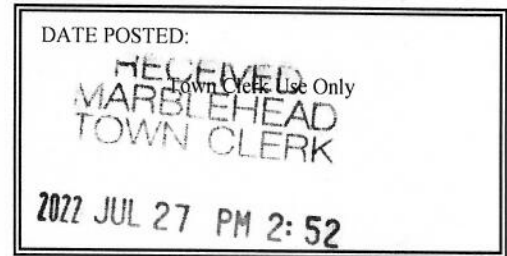 DATE POSTED:
RECEIVED
Town Clerk Use Only
MARBLEHEAD
TOWN CLERK
2022 JUL 27 PM 2:52